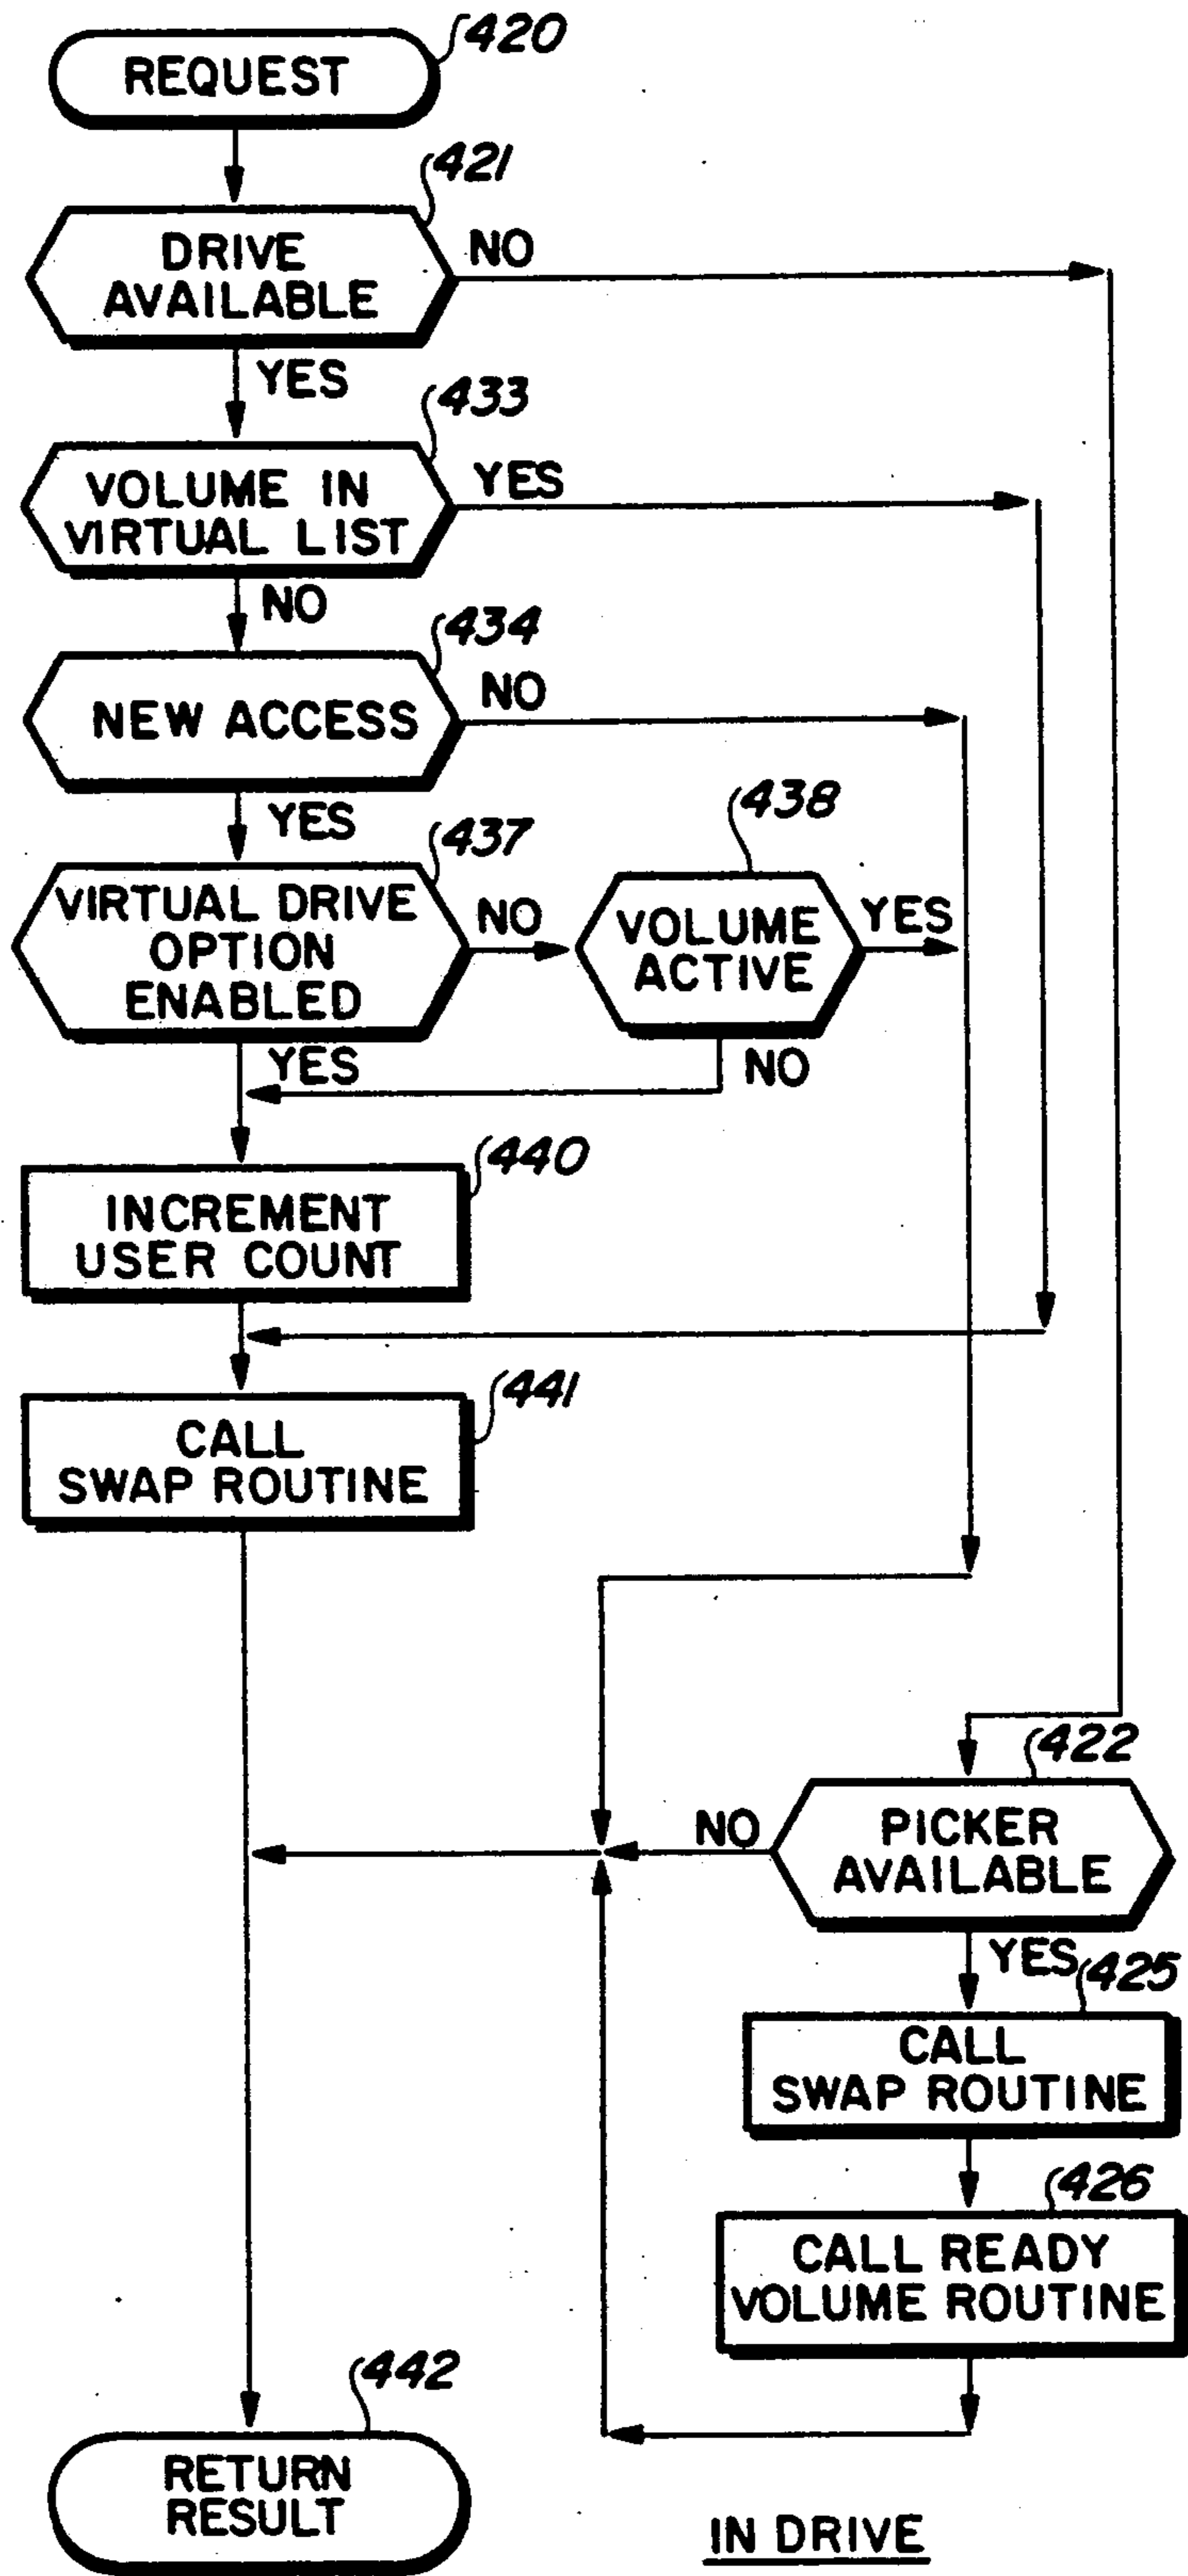 420
REQUEST
421
DRIVE
AVAILABLE
NO
YES
433
VOLUME IN
VIRTUAL LIST
YES
NO
434
NEW ACCESS
NO
YES
437
VIRTUAL DRIVE
OPTION
ENABLED
NO
438
VOLUME
ACTIVE
YES
YES
NO
440
INCREMENT
USER COUNT
441
CALL
SWAP ROUTINE
422
PICKER
AVAILABLE
NO
YES
425
CALL
SWAP ROUTINE
426
CALL READY
VOLUME ROUTINE
442
RETURN
RESULT
IN DRIVE